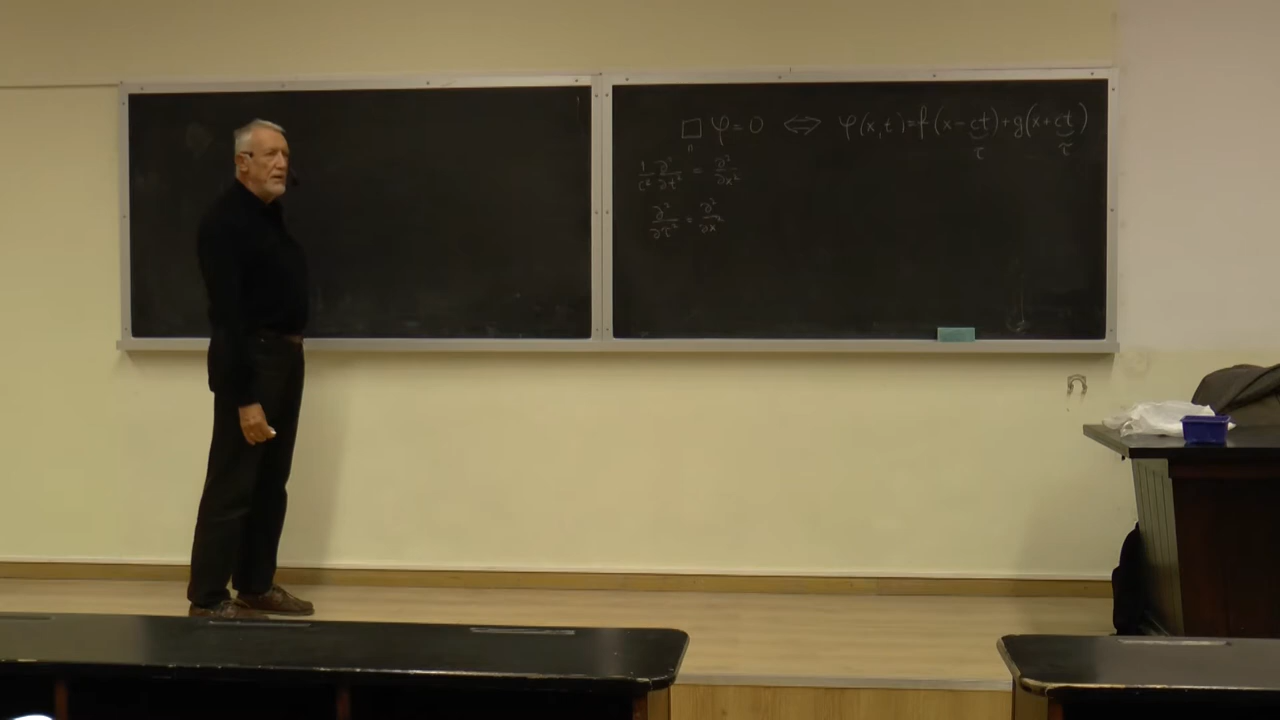 □ φ = 0 ⇔ φ(x,t) = f(x-ct) + g(x+ct)
" τ τ
1/c² ∂²/∂t² = ∂²/∂x²
∂²/∂τ² = ∂²/∂x²